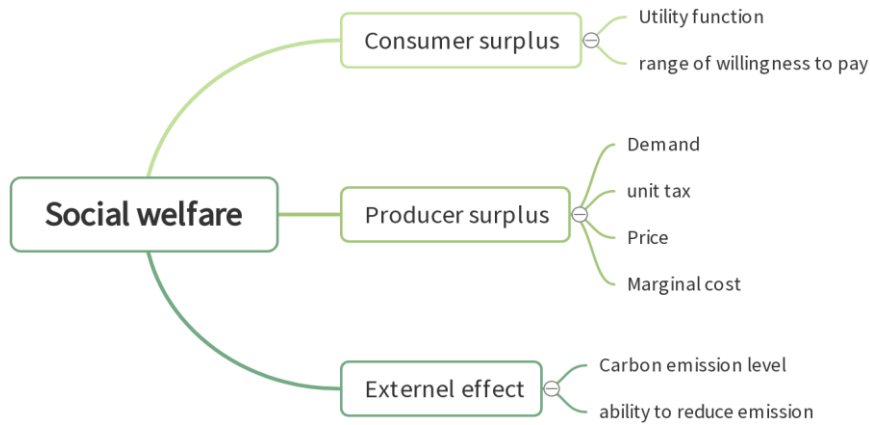 Social welfare
Consumer surplus
Utility function
range of willingness to pay
Producer surplus
Demand
unit tax
Price
Marginal cost
Externel effect
Carbon emission level
ability to reduce emission